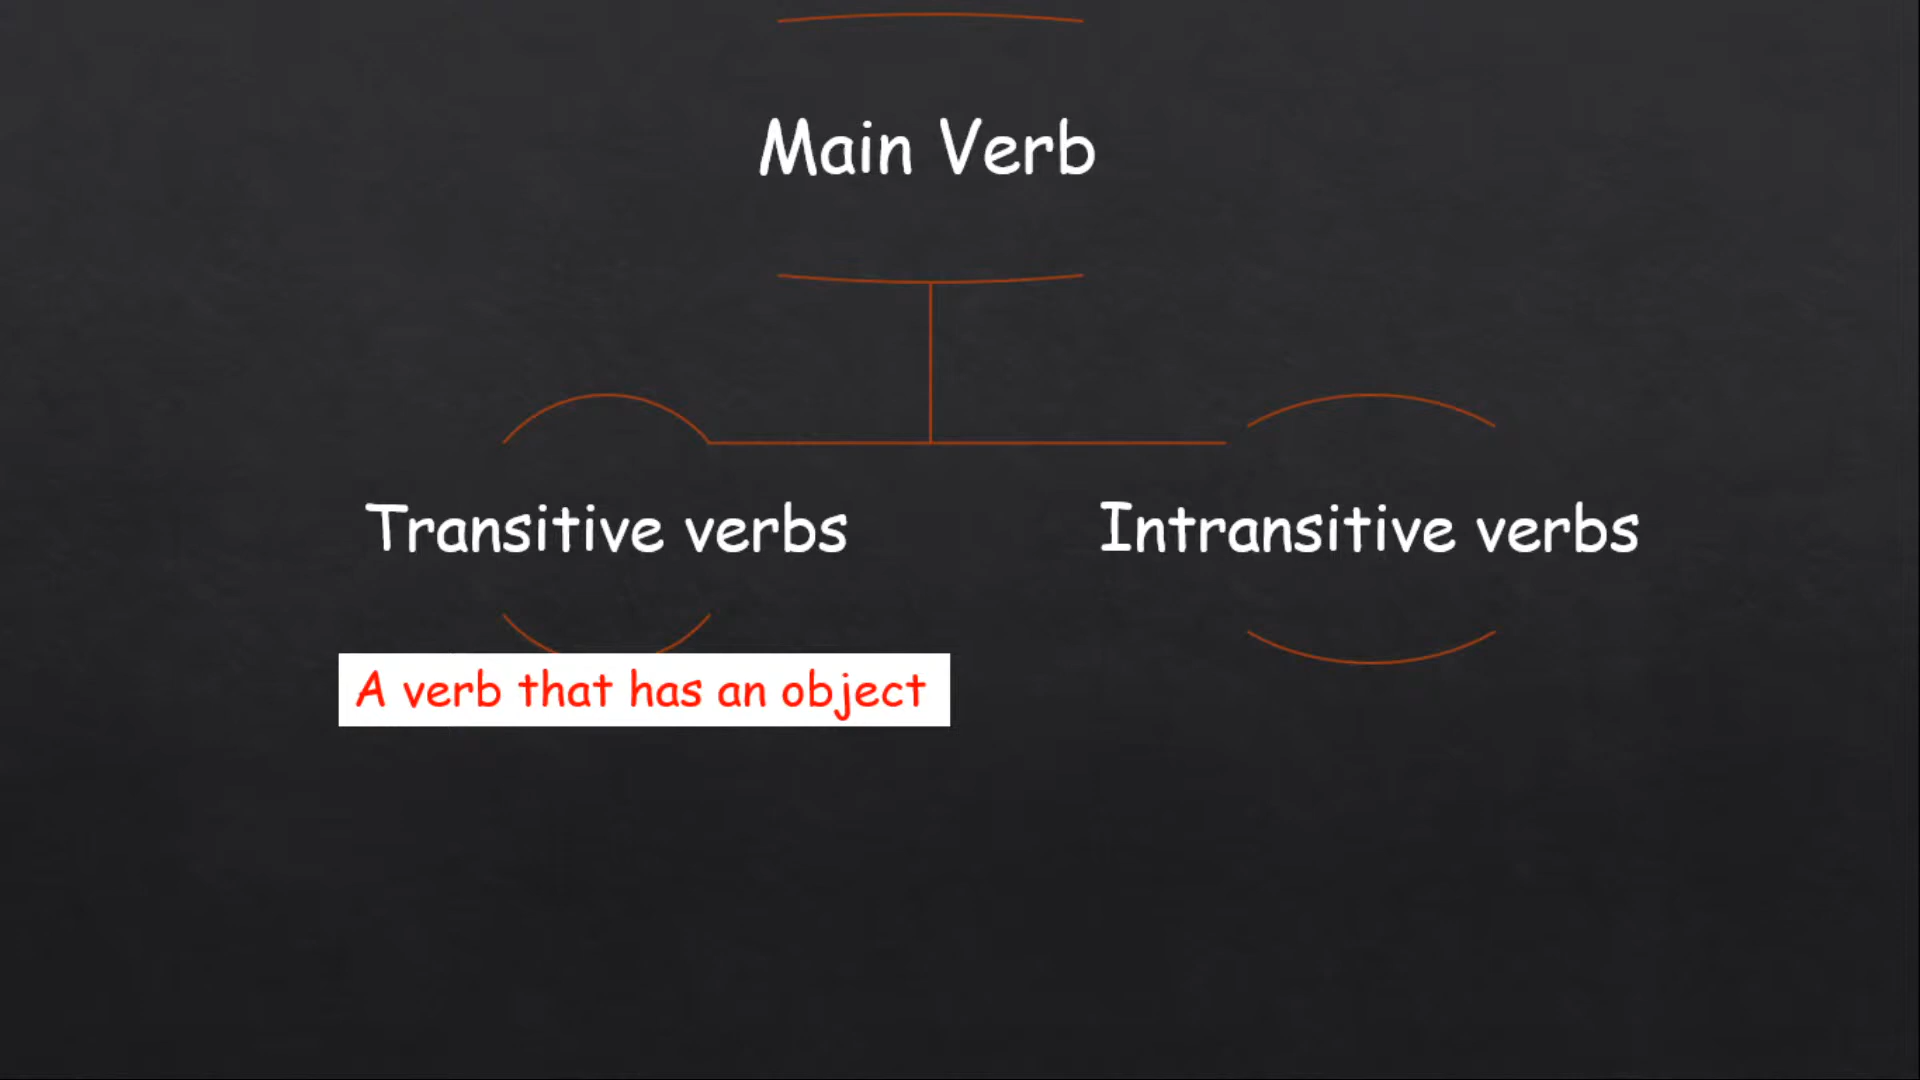 Main Verb
Transitive verbs
Intransitive verbs
A verb that has an object